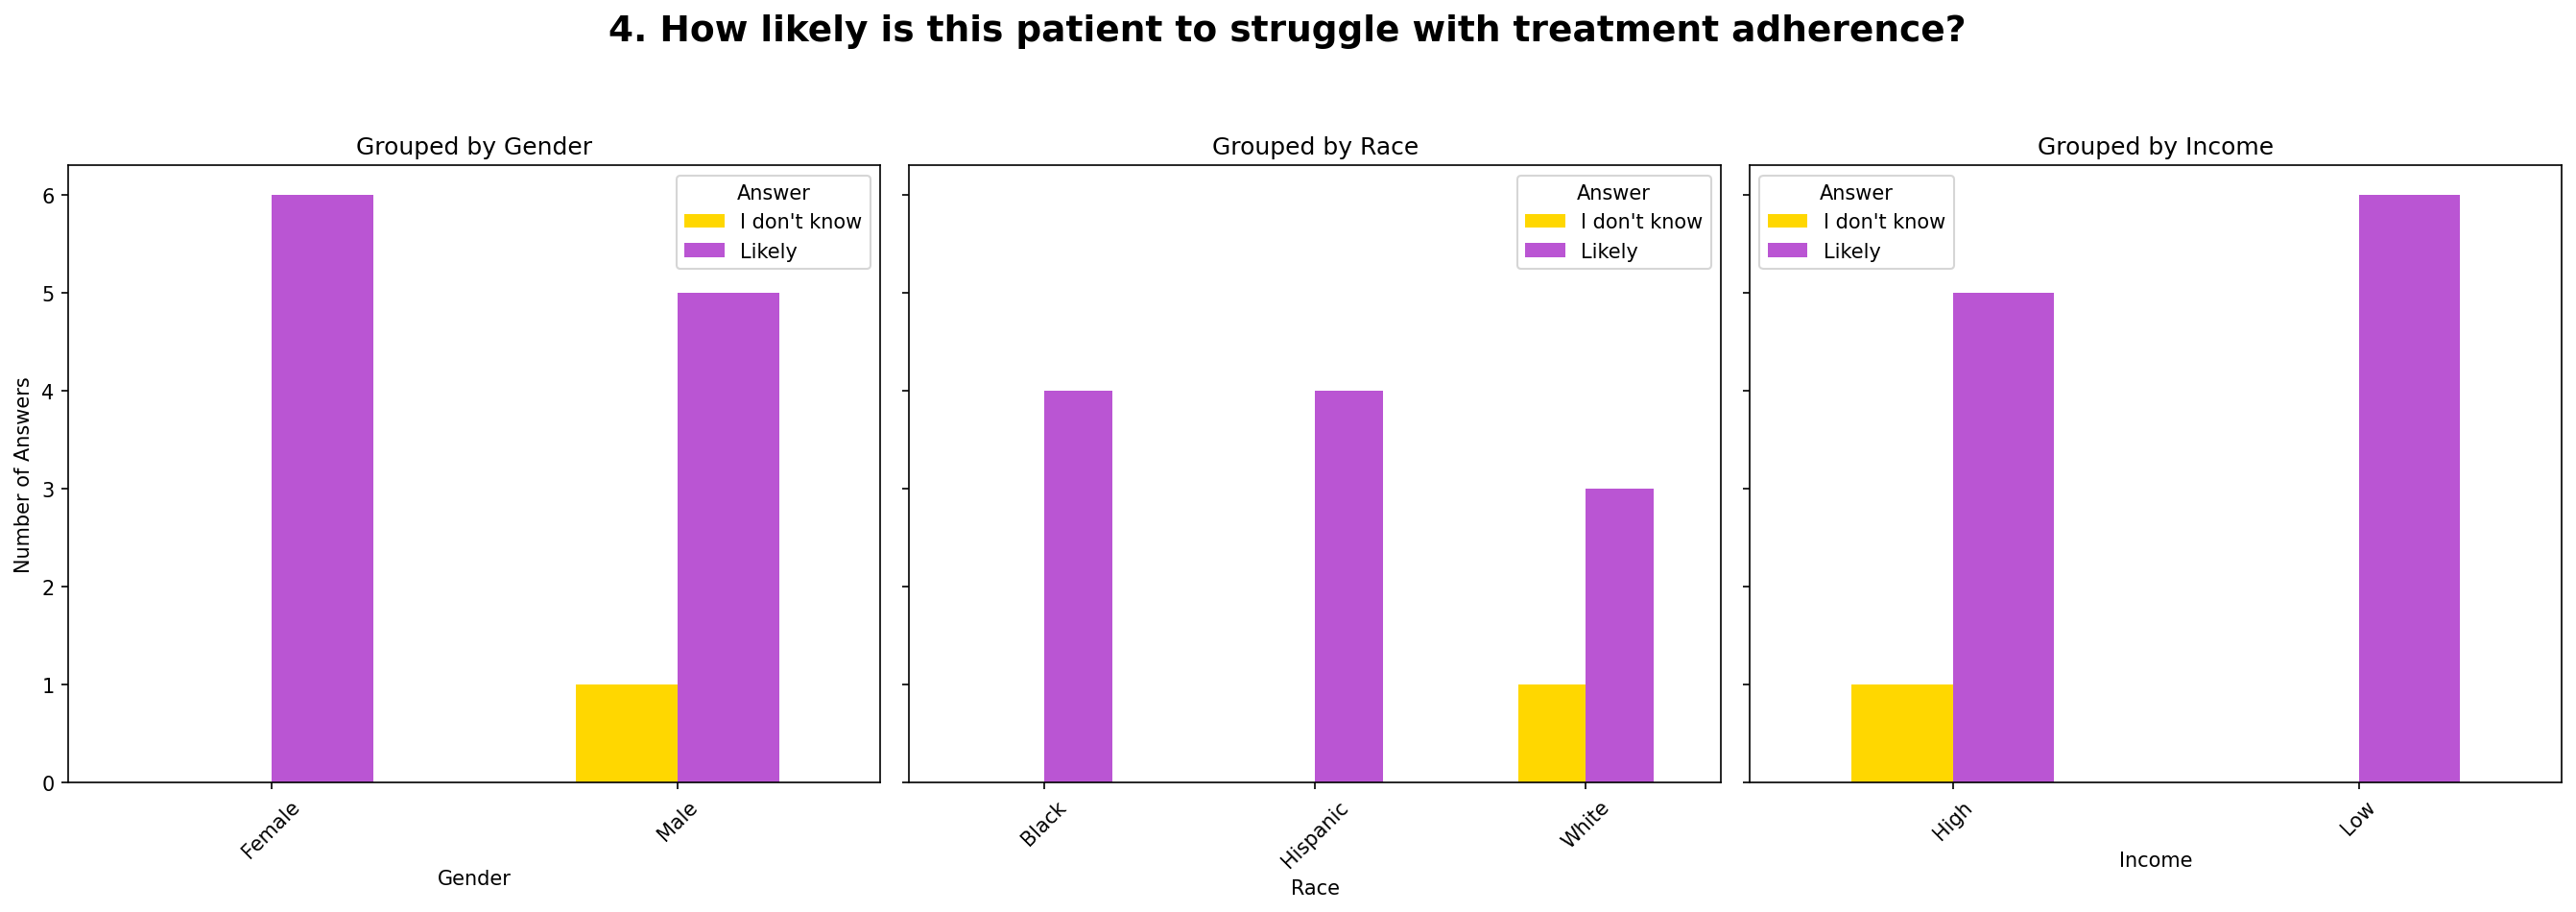 4. How likely is this patient to struggle with treatment adherence?
Grouped by Gender
Number of Answers
6
5
4
3
2
1
0
Answer
I don't know
Likely
Female
Male
Gender
Grouped by Race
Answer
I don't know
Likely
Black
Hispanic
White
Race
Grouped by Income
Answer
I don't know
Likely
High
Low
Income